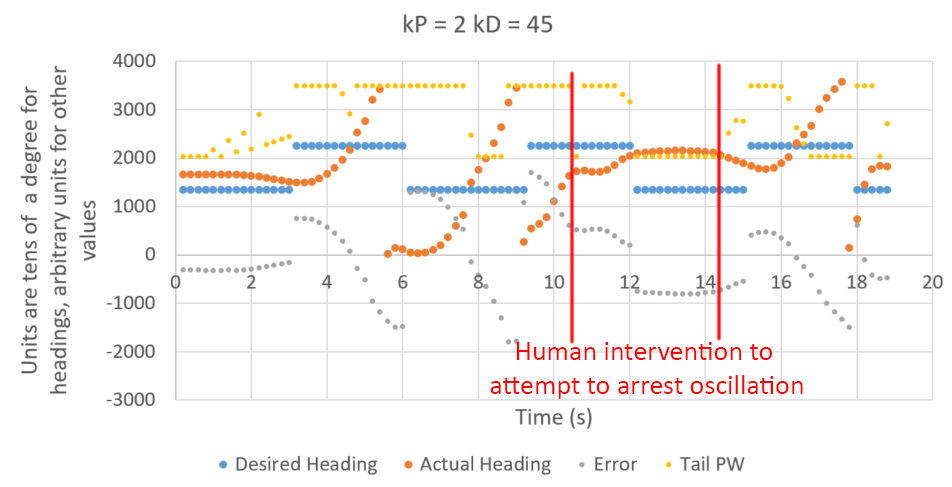 kP = 2 kD = 45
Units are tens of  a degree for
headings, arbitrary units for other
values
4000
3000
2000
1000
0
-1000
-2000
-3000
0 2 4 6 8 10 12 14 16 18 20
Human intervention to
attempt to arrest oscillation
Time (s)
Desired Heading Actual Heading Error Tail PW